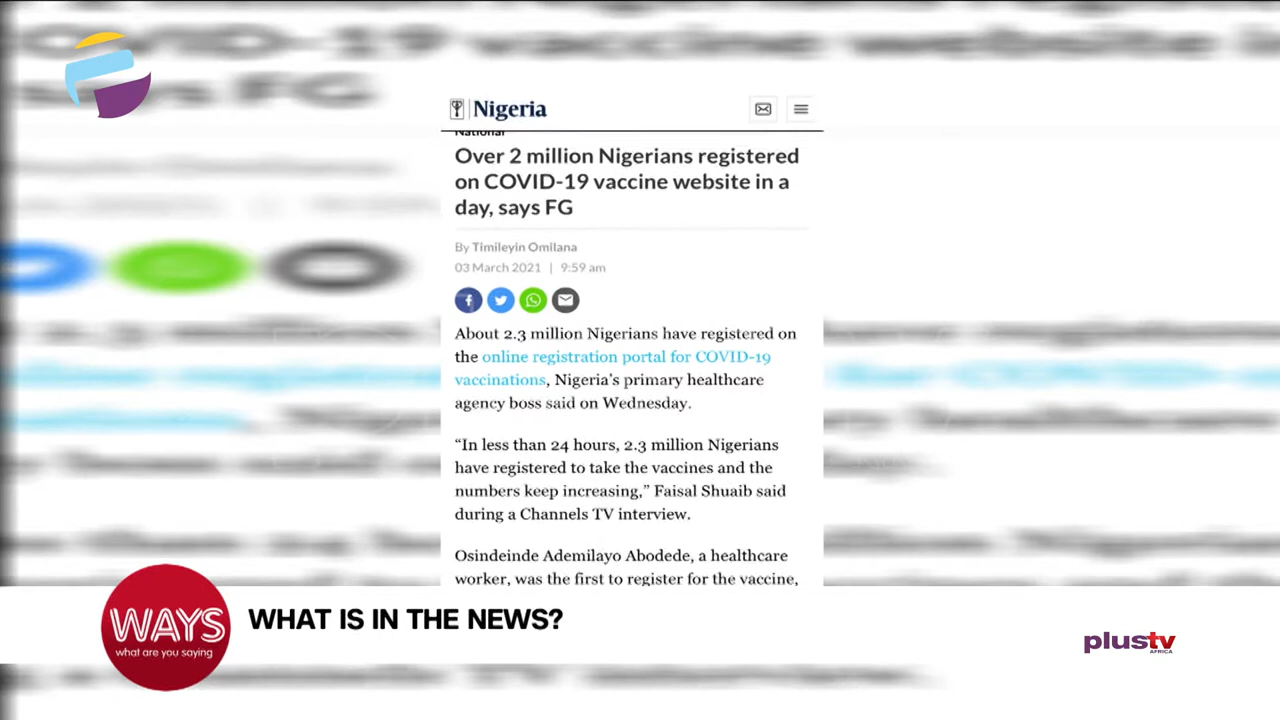 Nigeria
National
Over 2 million Nigerians registered
on COVID-19 vaccine website in a
day, says FG
By Timileyin Omilana
03 March 2021 | 9:59 am
About 2.3 million Nigerians have registered on
the online registration portal for COVID-19
vaccinations, Nigeria’s primary healthcare
agency boss said on Wednesday.
“In less than 24 hours, 2.3 million Nigerians
have registered to take the vaccines and the
numbers keep increasing,” Faisal Shuaib said
during a Channels TV interview.
Osindeinde Ademilayo Abodede, a healthcare
worker, was the first to register for the vaccine,
WAYS
what are you saying
WHAT IS IN THE NEWS?
plustv
AFRICA